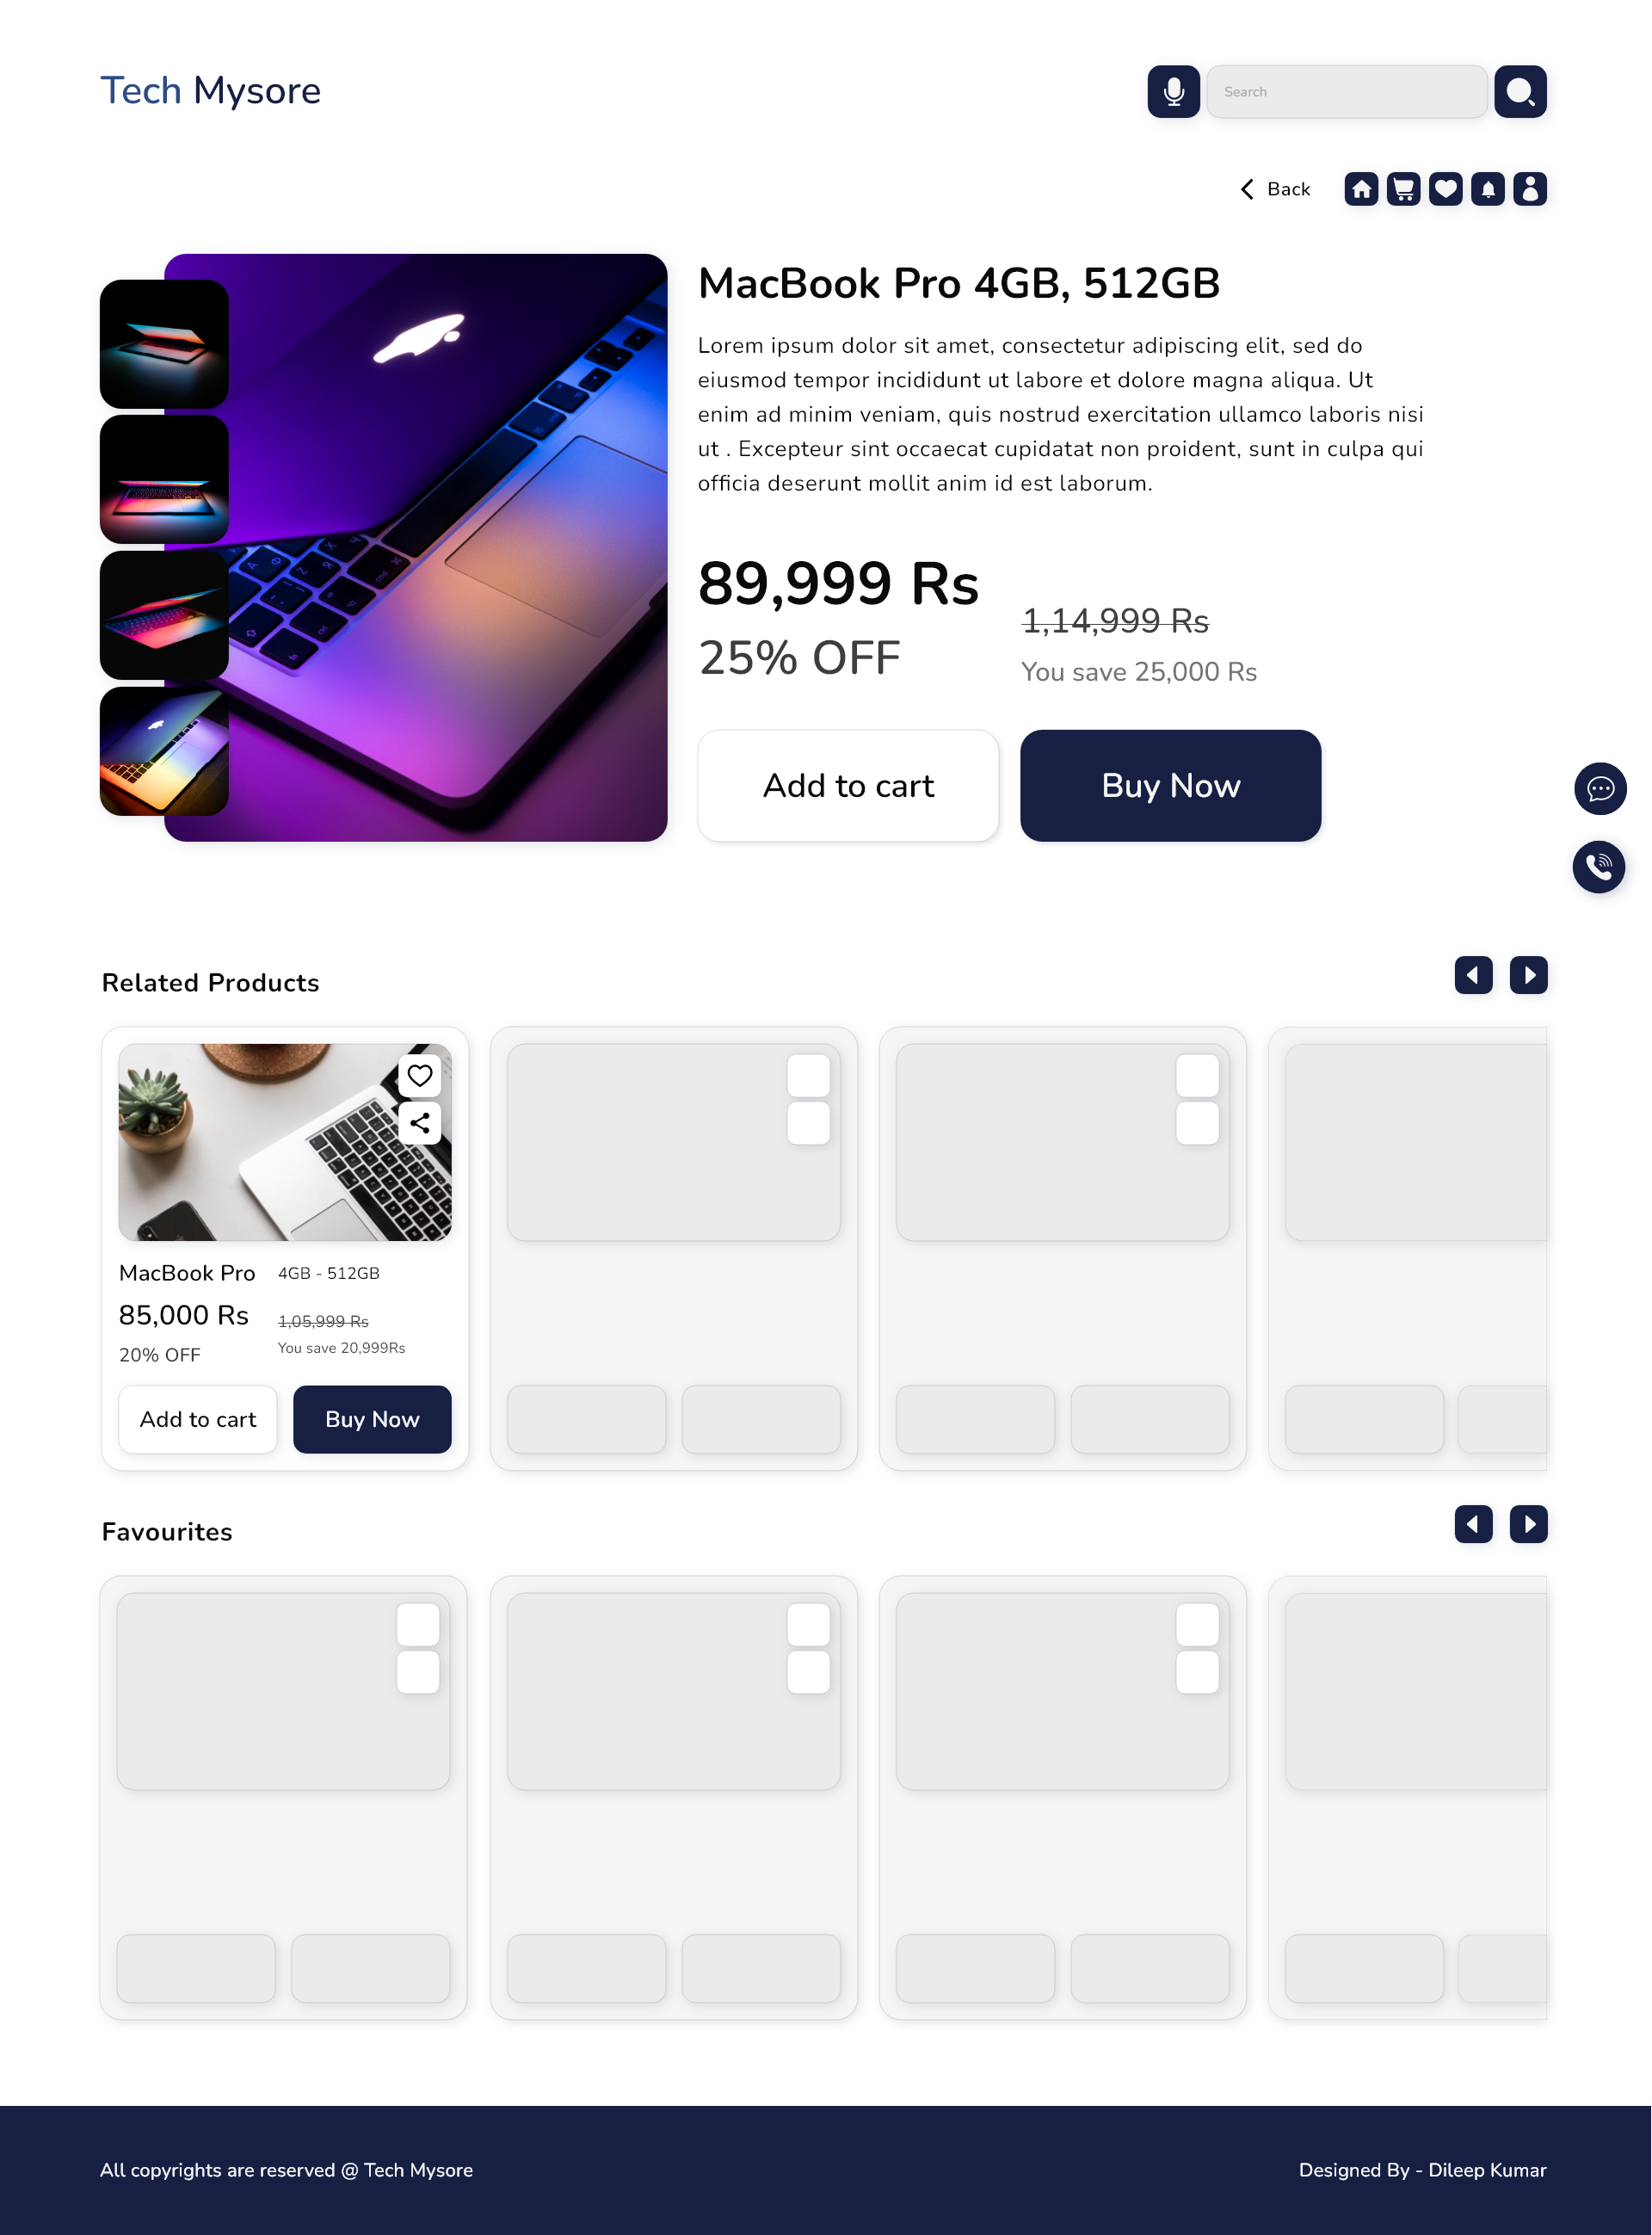 Tech Mysore
Search
Back
MacBook Pro 4GB, 512GB
Lorem ipsum dolor sit amet, consectetur adipiscing elit, sed do
eiusmod tempor incididunt ut labore et dolore magna aliqua. Ut
enim ad minim veniam, quis nostrud exercitation ullamco laboris nisi
ut . Excepteur sint occaecat cupidatat non proident, sunt in culpa qui
officia deserunt mollit anim id est laborum.
89,999 Rs
1,14,999 Rs
25% OFF
You save 25,000 Rs
Add to cart
Buy Now
Related Products
MacBook Pro
4GB - 512GB
85,000 Rs
1,05,999 Rs
20% OFF
You save 20,999Rs
Add to cart
Buy Now
Favourites
All copyrights are reserved @ Tech Mysore
Designed By - Dileep Kumar